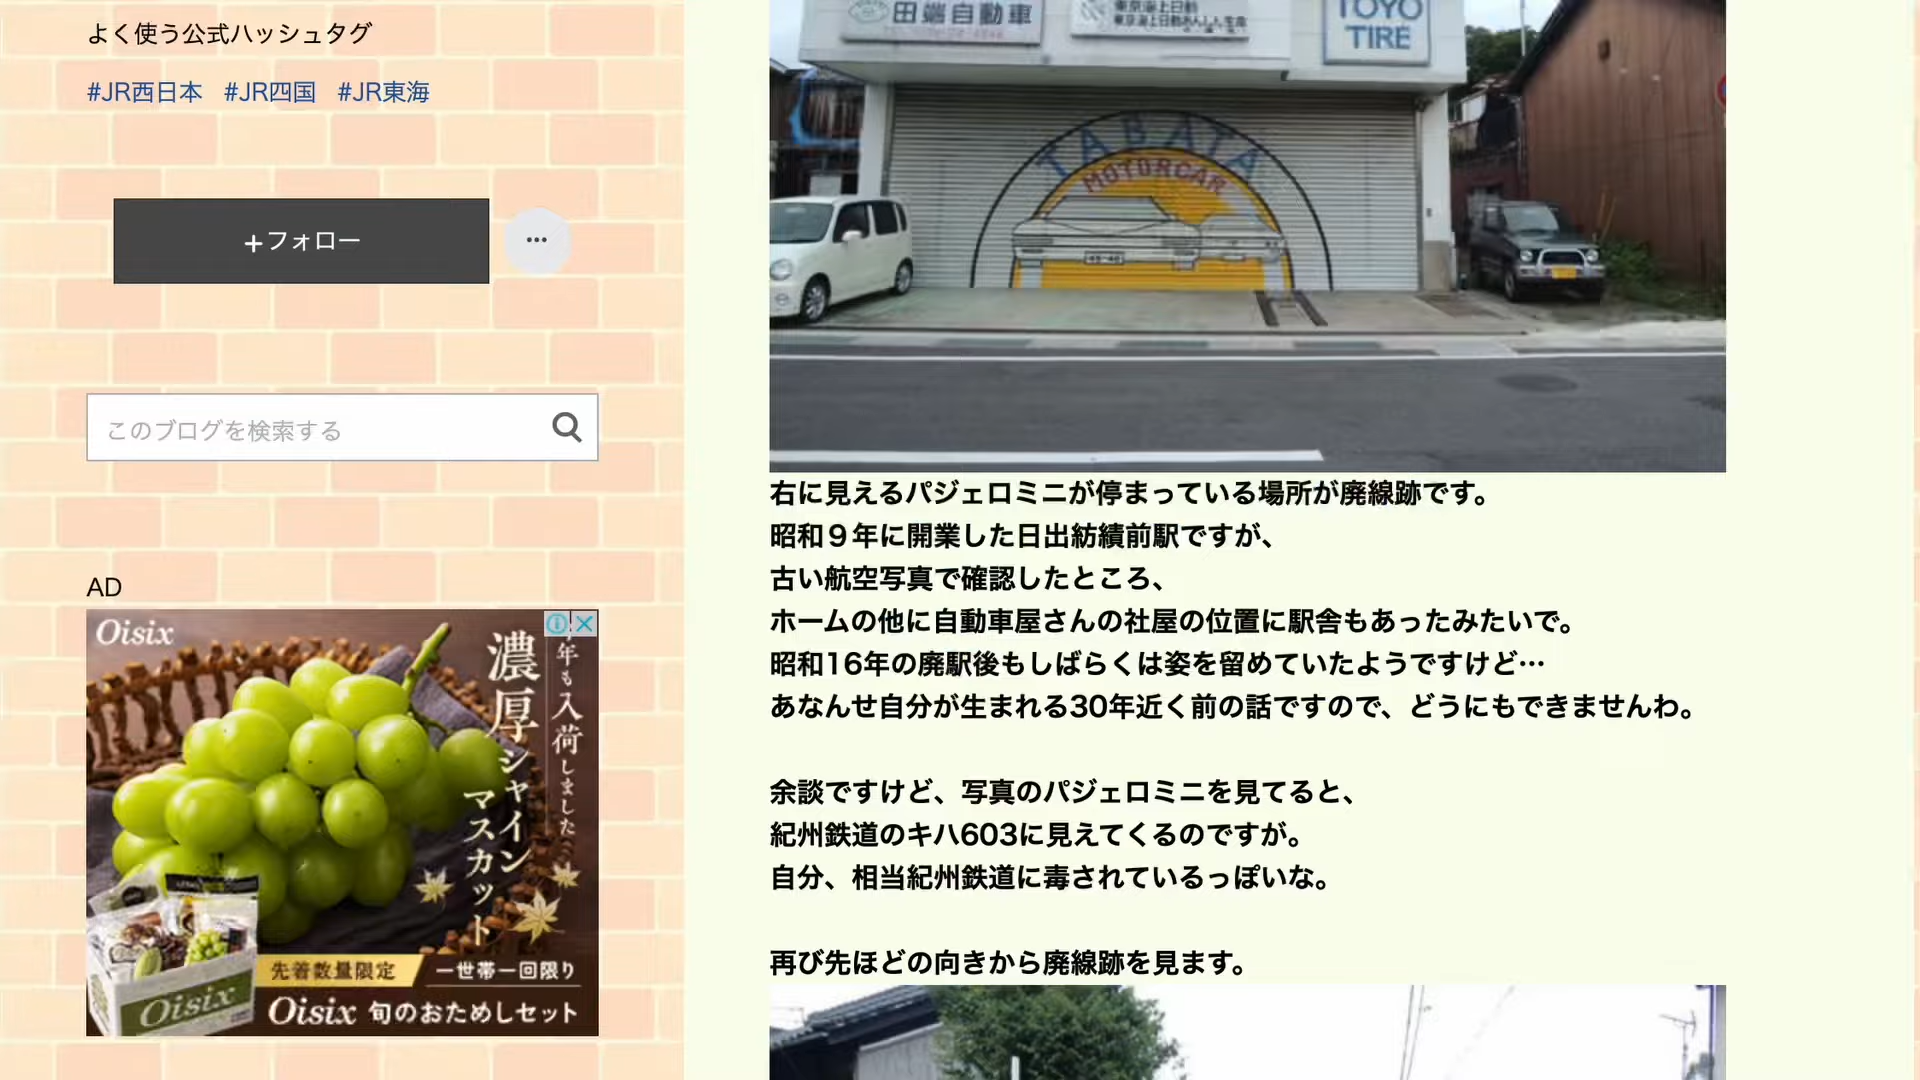 よく使う公式ハッシュタグ
#JR西日本 #JR四国 #JR東海
+フォロー
このブログを検索する
AD
Oisix
年も入荷しました
濃厚シャイン
マスカット
先着数量限定
一世帯一回限り
Oisix 旬のおためしセット
Oisix
田端自動車
東京海上日動
TOYO
TIRE
TABATA
MOTORCAR
右に見えるパジェロミニが停まっている場所が廃線跡です。
昭和9年に開業した日出紡績前駅ですが、
古い航空写真で確認したところ、
ホームの他に自動車屋さんの社屋の位置に駅舎もあったみたいで。
昭和16年の廃駅後もしばらくは姿を留めていたようですけど…
あなんせ自分が生まれる30年近く前の話ですので、どうにもできませんわ。
余談ですけど、写真のパジェロミニを見てると、
紀州鉄道のキハ603に見えてくるのですが。
自分、相当紀州鉄道に毒されているっぽいな。
再び先ほどの向きから廃線跡を見ます。